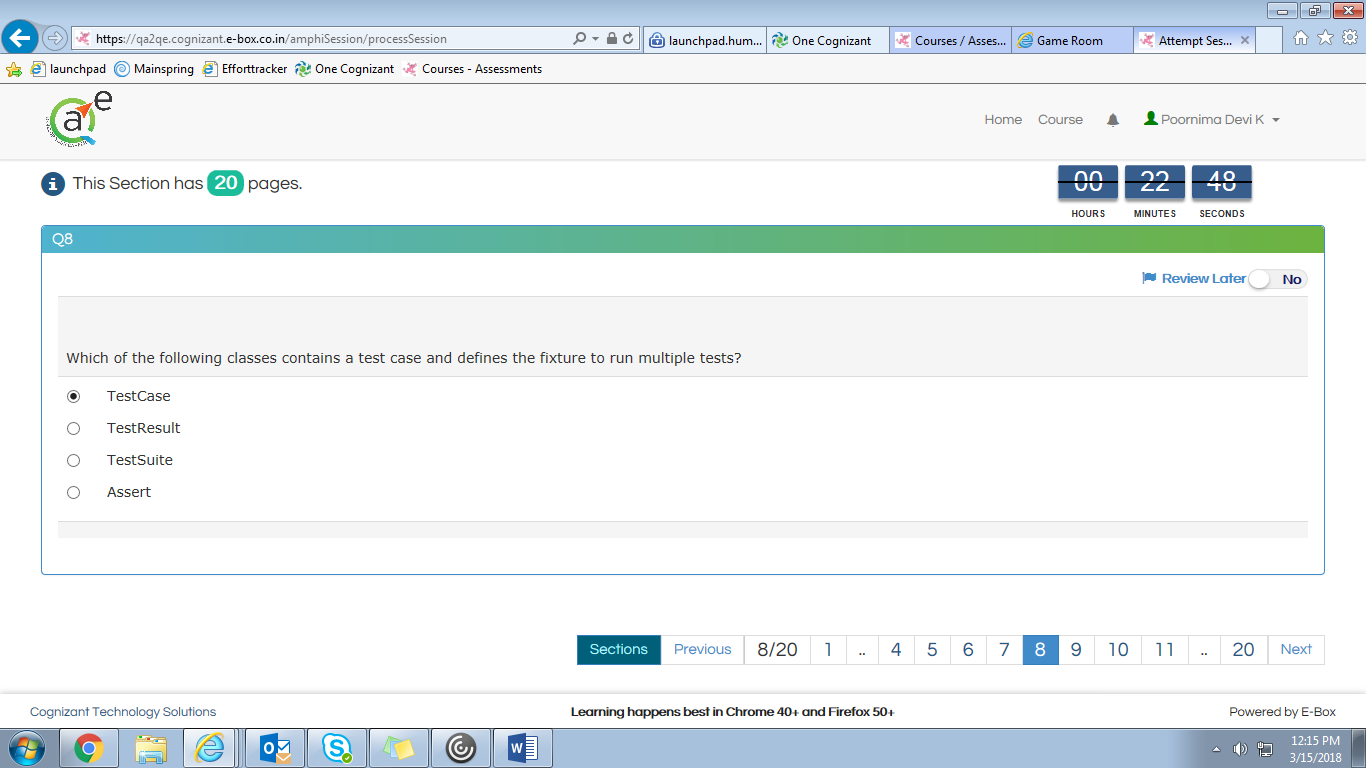 https://qa2qe.cognizant.e-box.co.in/amphiSession/processSession
launchpad.hum... One Cognizant Courses / Asses... Game Room Attempt Ses...
launchpad Mainspring Efforttracker One Cognizant Courses - Assessments
a e
Home Course Poornima Devi K
This Section has 20 pages.
00 22 48
HOURS MINUTES SECONDS
Q8
Review Later No
Which of the following classes contains a test case and defines the fixture to run multiple tests?
TestCase
TestResult
TestSuite
Assert
Sections Previous 8/20 1 .. 4 5 6 7 8 9 10 11 .. 20 Next
Cognizant Technology Solutions Learning happens best in Chrome 40+ and Firefox 50+ Powered by E-Box
12:15 PM
3/15/2018